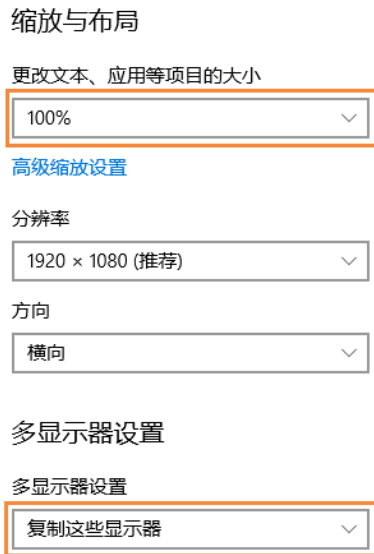 缩放与布局
更改文本、应用等项目的大小
100%
高级缩放设置
分辨率
1920 × 1080 (推荐)
方向
横向
多显示器设置
多显示器设置
复制这些显示器